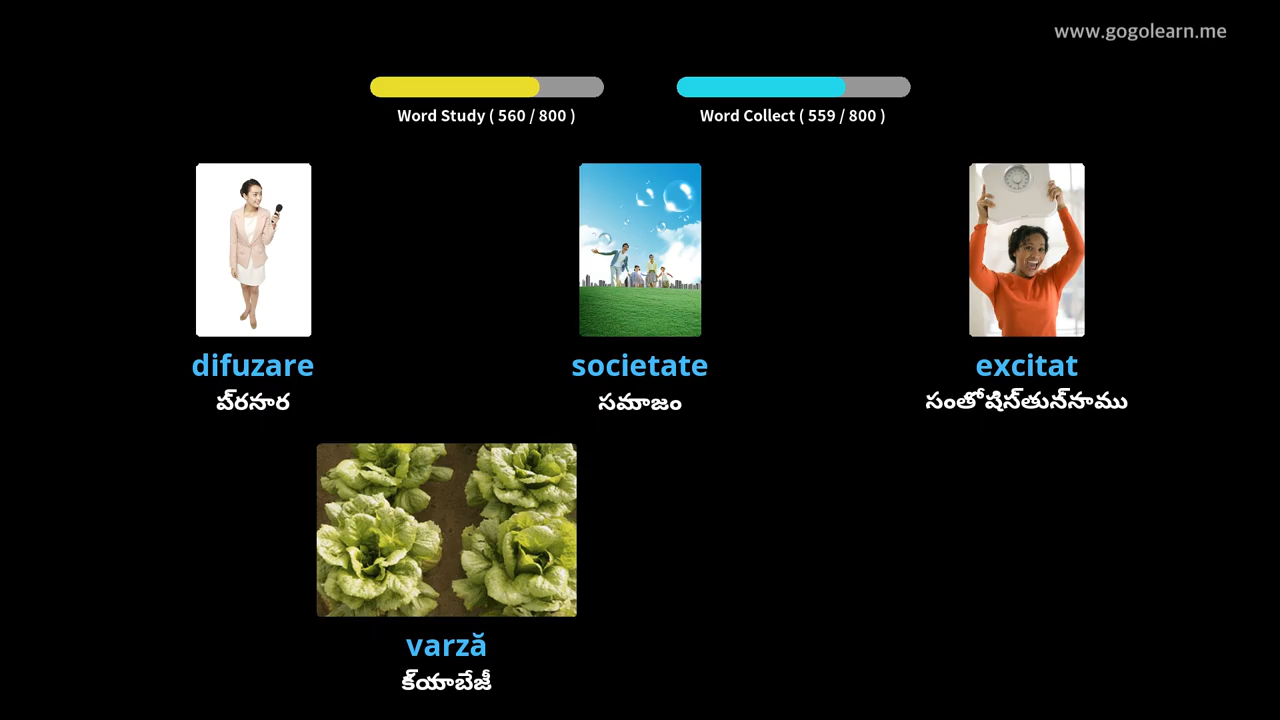 www.gogolearn.me
Word Study ( 560 / 800 )
Word Collect ( 559 / 800 )
difuzare
societate
excitat
ప్‌రసార
సమాజం
సంతోషిస్‌తున్‌నాము
varză
క్‌యాబేజీ